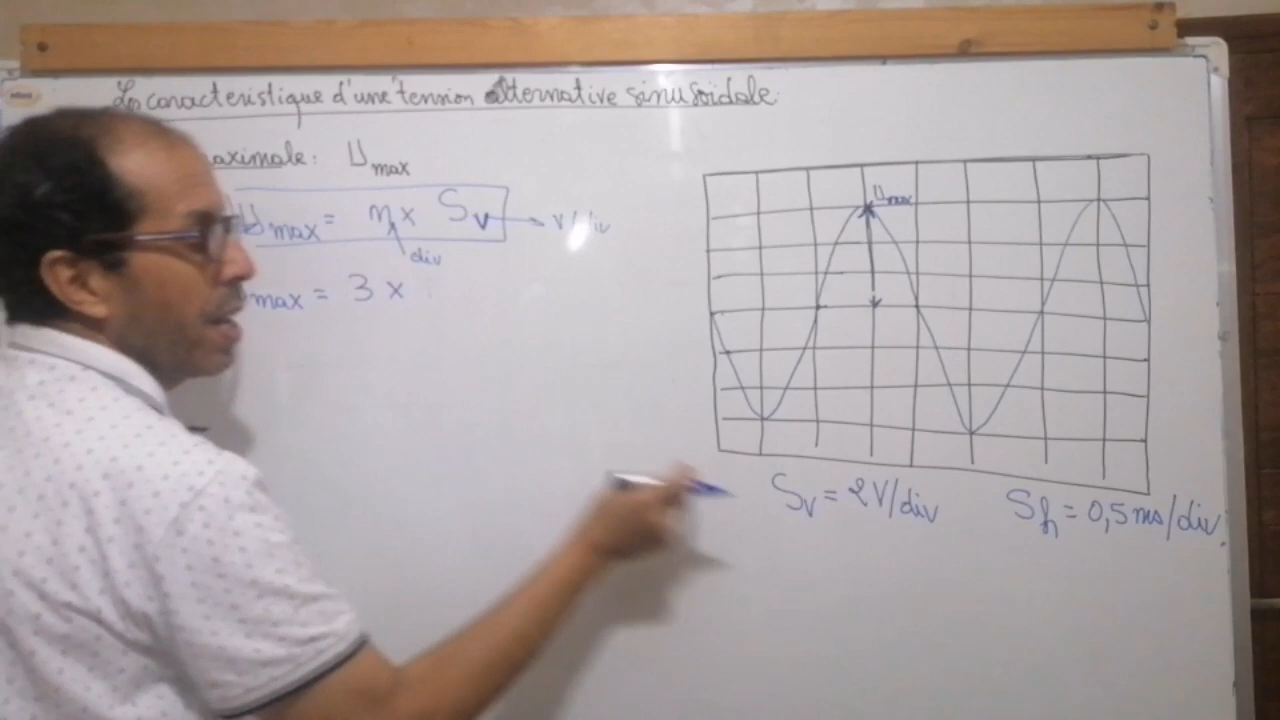 Les caracteristique d'une tension alternative sinusoidale:
aximale: Umax
Umax = n x Sv → V/div
div
max = 3 x
Umax
Sv = 2V/div
Sh = 0,5 ms/div